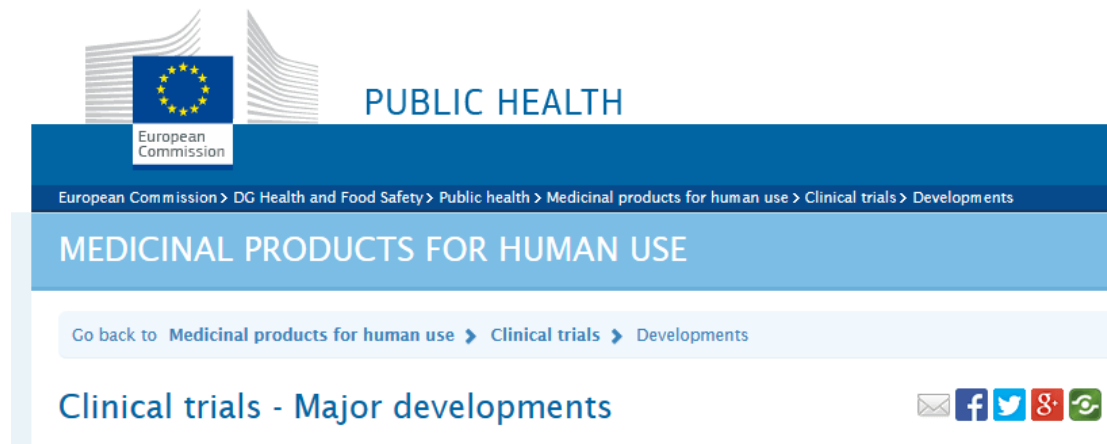 PUBLIC HEALTH
European
Commission
European Commission > DG Health and Food Safety > Public health > Medicinal products for human use > Clinical trials > Developments
MEDICINAL PRODUCTS FOR HUMAN USE
Go back to Medicinal products for human use > Clinical trials > Developments
Clinical trials - Major developments